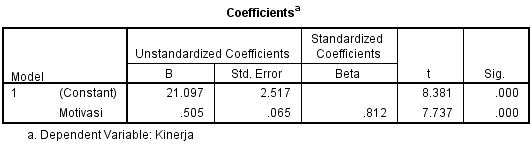 Coefficientsa
Unstandardized Coefficients Standardized Coefficients
Model B Std. Error Beta t Sig.
1 (Constant) 21.097 2.517 8.381 .000
Motivasi .505 .065 .812 7.737 .000
a. Dependent Variable: Kinerja